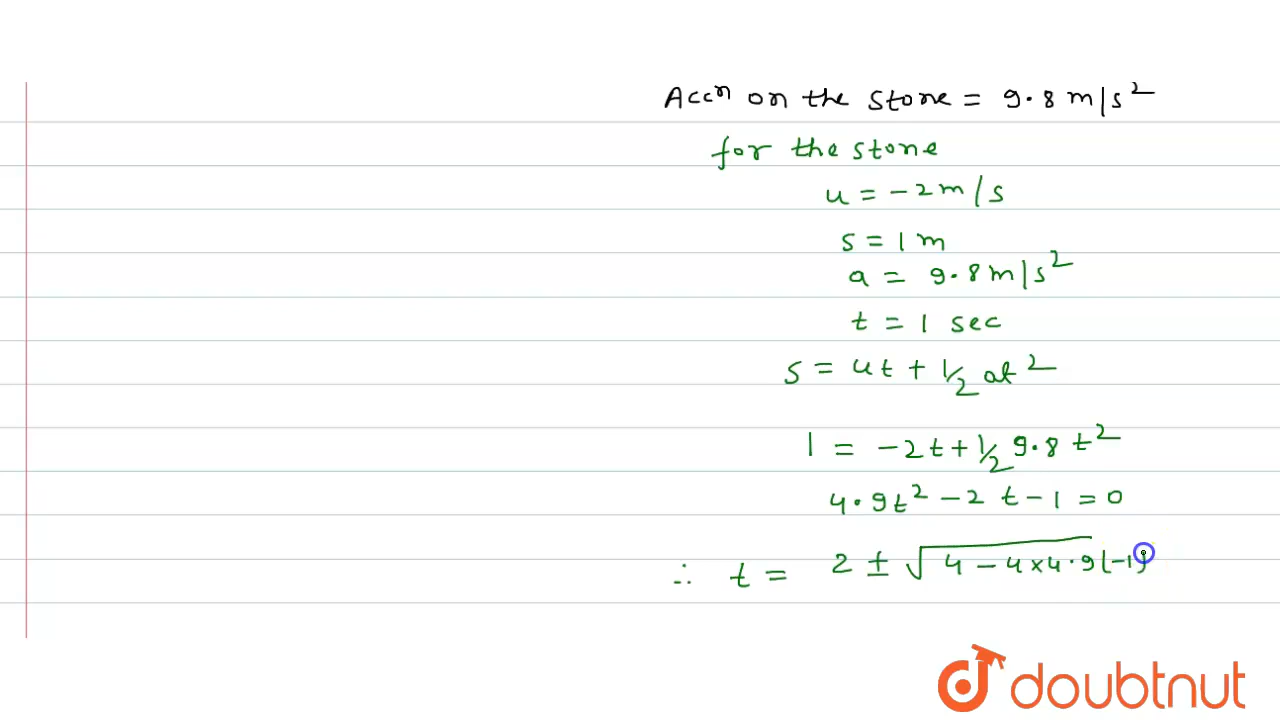 Accⁿ on the stone = 9.8 m/s²
for the stone
u = -2 m/s
s = 1 m
a = 9.8 m/s²
t = 1 sec
s = ut + 1/2 at²
1 = -2t + 1/2 9.8 t²
4.9t² - 2 t - 1 = 0
∴ t = 2 ± √4 - 4×4.9(-1)
doubtnut